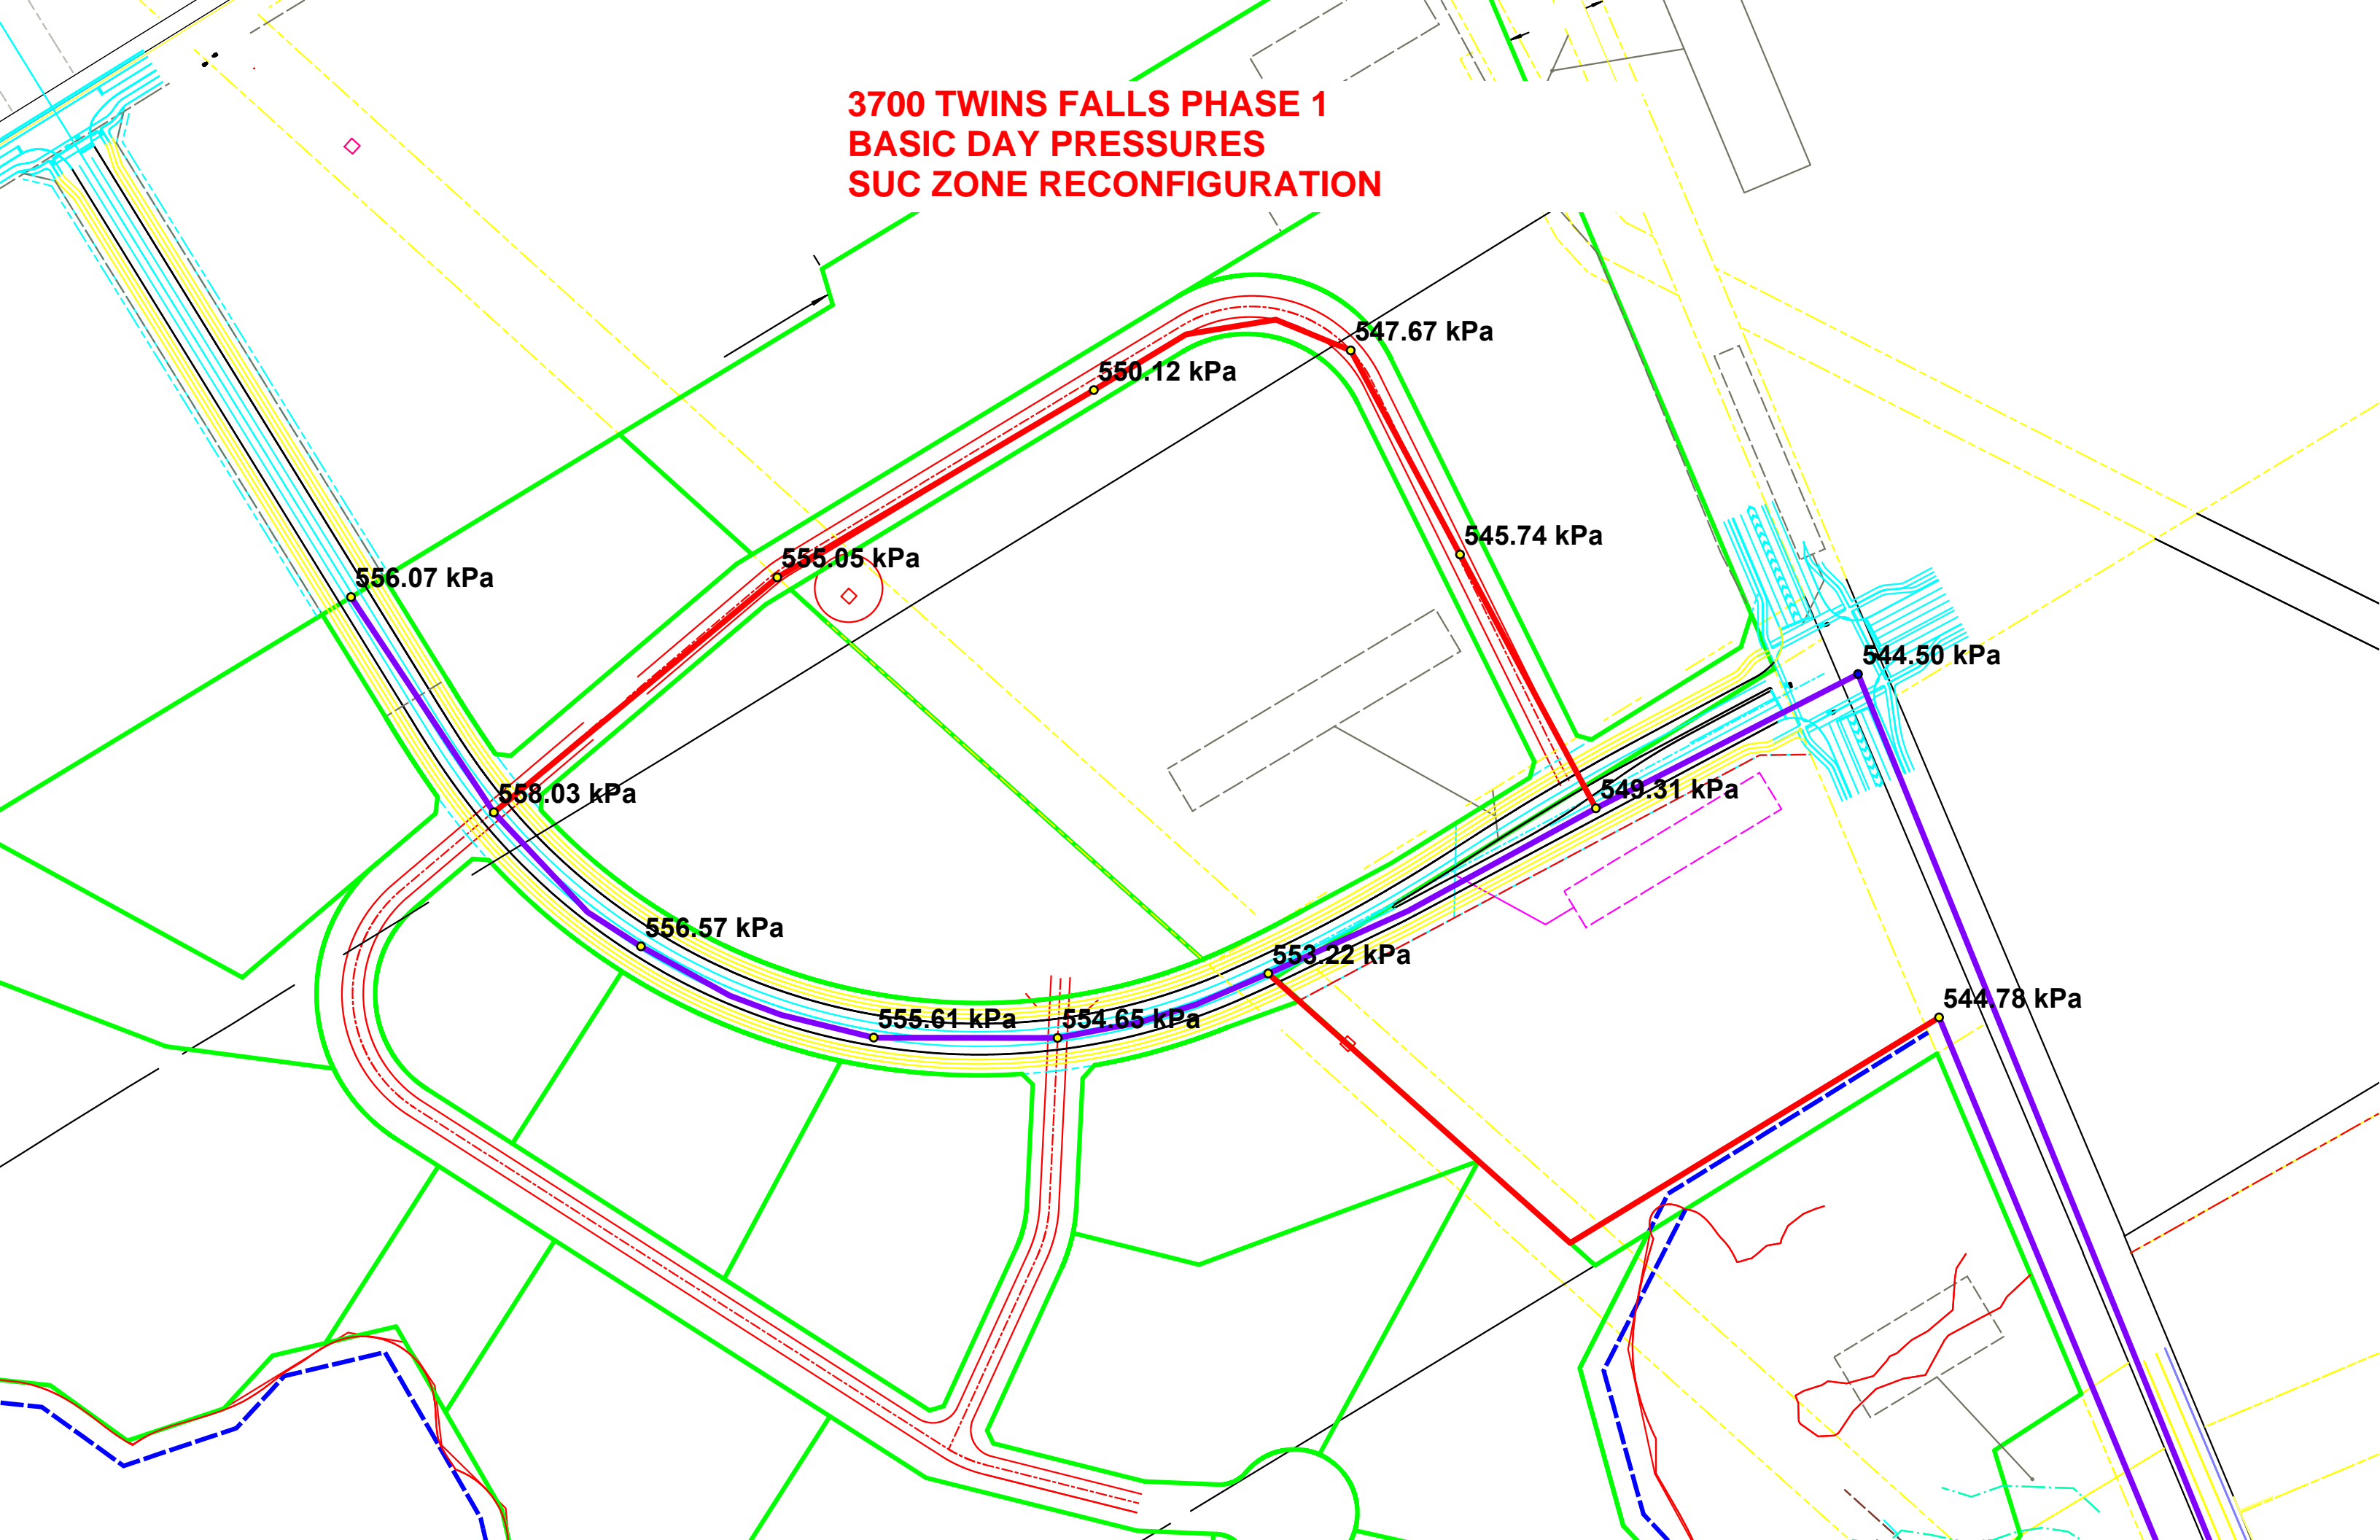 3700 TWINS FALLS PHASE 1
BASIC DAY PRESSURES
SUC ZONE RECONFIGURATION
547.67 kPa
550.12 kPa
545.74 kPa
555.05 kPa
556.07 kPa
544.50 kPa
549.31 kPa
558.03 kPa
556.57 kPa
553.22 kPa
544.78 kPa
555.61 kPa
554.65 kPa